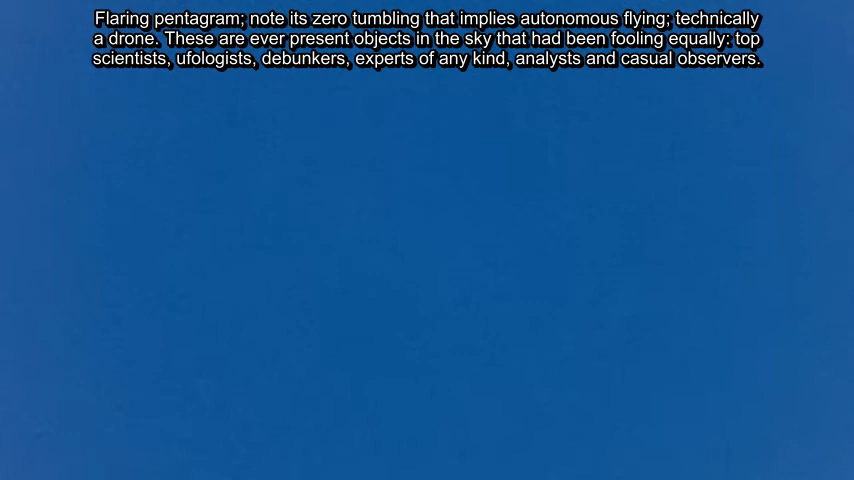 Flaring pentagram; note its zero tumbling that implies autonomous flying; technically
a drone. These are ever present objects in the sky that had been fooling equally: top
scientists, ufologists, debunkers, experts of any kind, analysts and casual observers.